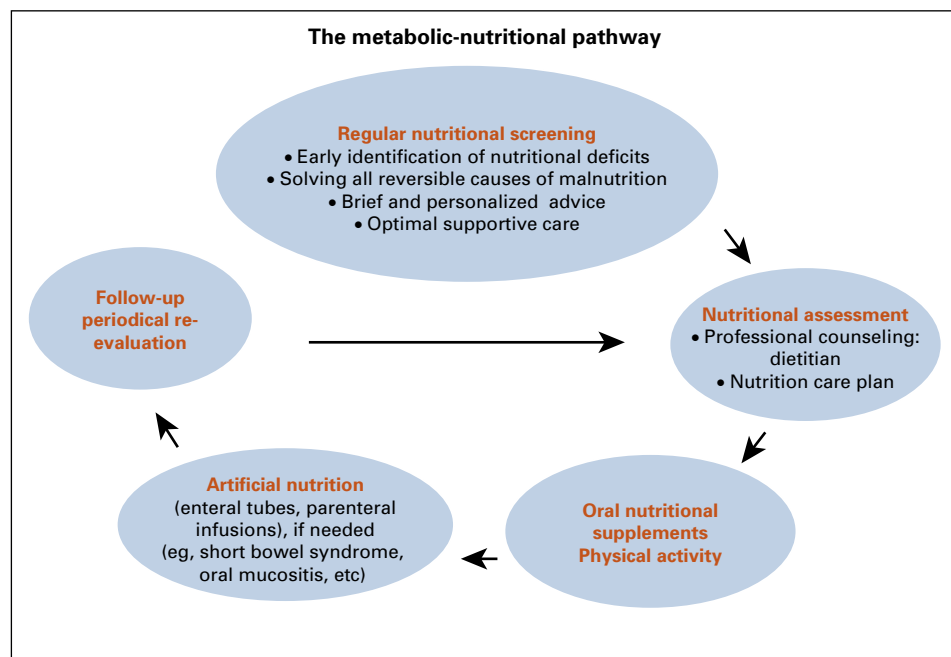 The metabolic-nutritional pathway
Regular nutritional screening
• Early identification of nutritional deficits
• Solving all reversible causes of malnutrition
• Brief and personalized advice
• Optimal supportive care
Nutritional assessment
• Professional counseling:
dietitian
• Nutrition care plan
Oral nutritional
supplements
Physical activity
Artificial nutrition
(enteral tubes, parenteral
infusions), if needed
(eg, short bowel syndrome,
oral mucositis, etc)
Follow-up
periodical re-
evaluation